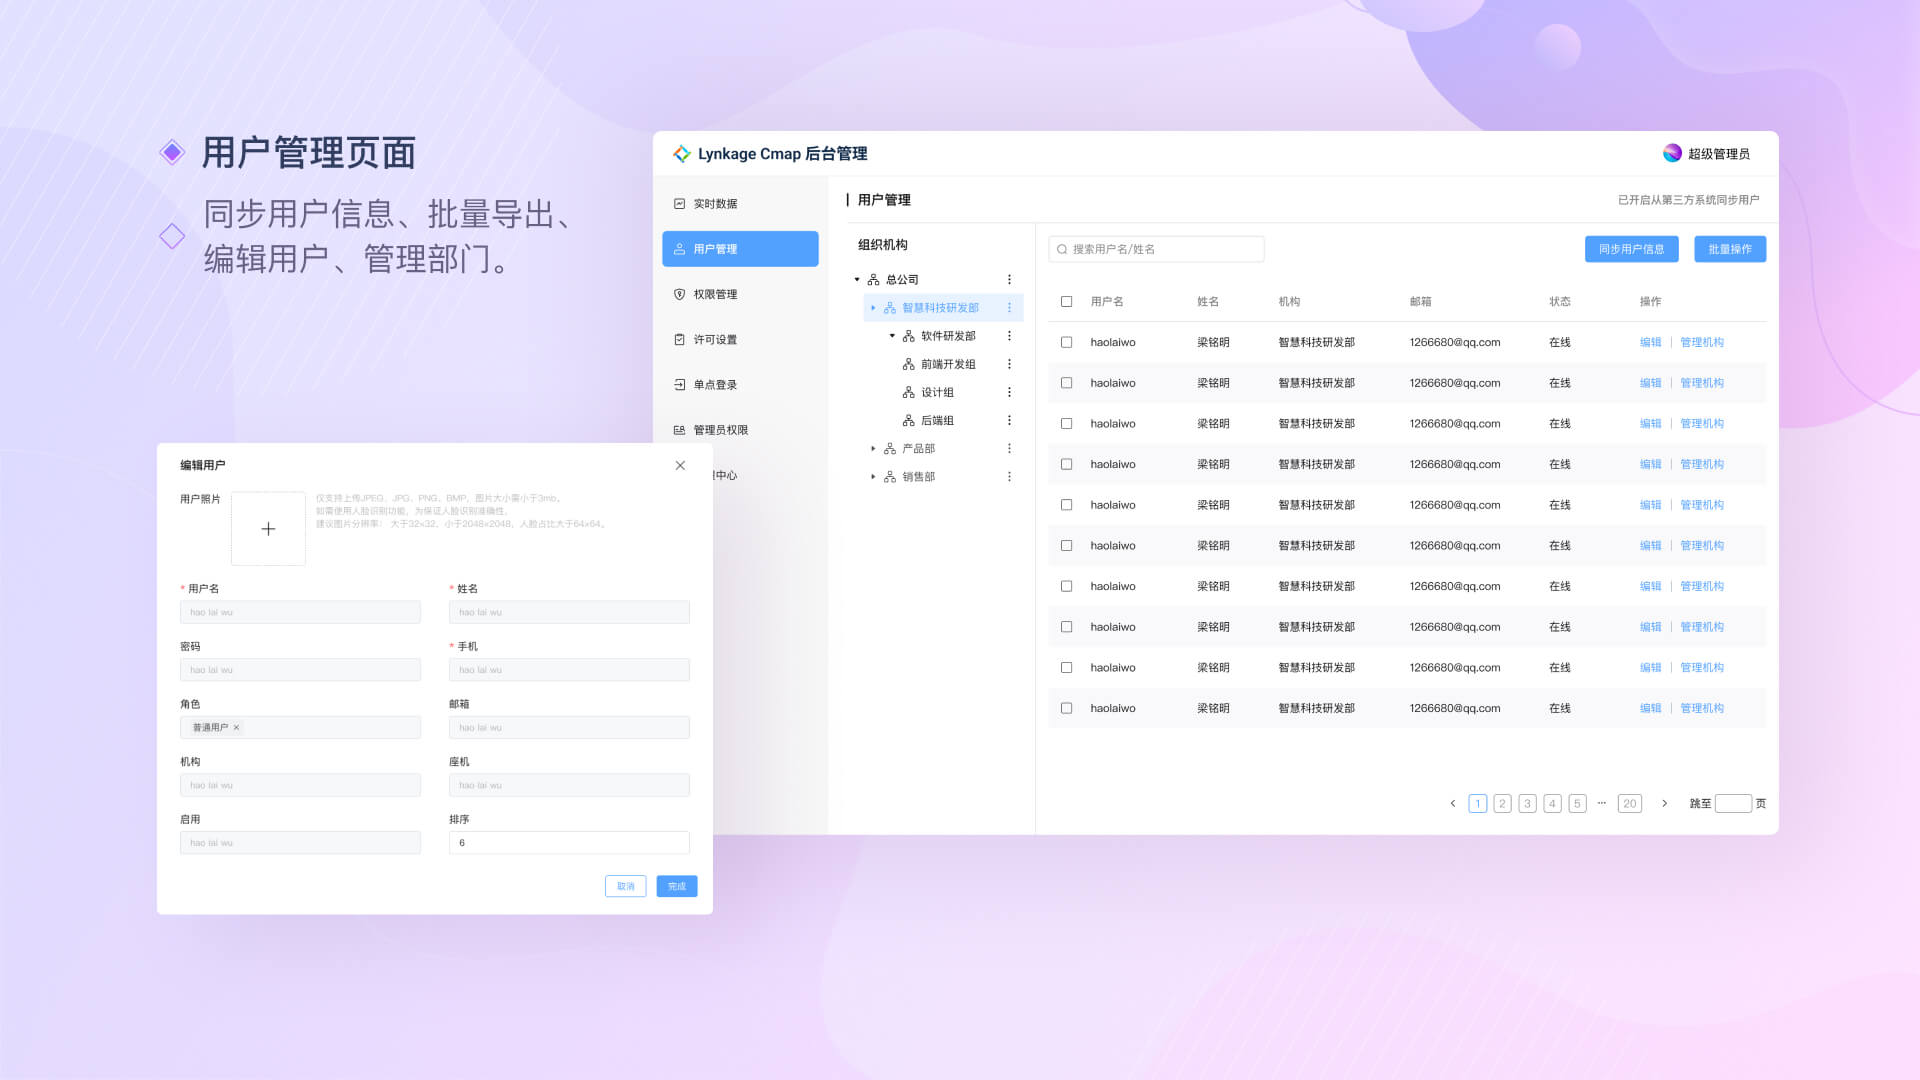 用户管理页面
同步用户信息、批量导出、
编辑用户、管理部门。
Lynkage Cmap 后台管理
超级管理员
实时数据
用户管理
权限管理
许可设置
单点登录
管理员权限
中心
用户管理
已开启从第三方系统同步用户
组织机构
总公司
智慧科技研发部
软件研发部
前端开发组
设计组
后端组
产品部
销售部
搜索用户名/姓名
同步用户信息 批量操作
用户名 姓名 机构 邮箱 状态 操作
haolaiwo 梁铭明 智慧科技研发部 1266680@qq.com 在线 编辑 管理机构
haolaiwo 梁铭明 智慧科技研发部 1266680@qq.com 在线 编辑 管理机构
haolaiwo 梁铭明 智慧科技研发部 1266680@qq.com 在线 编辑 管理机构
haolaiwo 梁铭明 智慧科技研发部 1266680@qq.com 在线 编辑 管理机构
haolaiwo 梁铭明 智慧科技研发部 1266680@qq.com 在线 编辑 管理机构
haolaiwo 梁铭明 智慧科技研发部 1266680@qq.com 在线 编辑 管理机构
haolaiwo 梁铭明 智慧科技研发部 1266680@qq.com 在线 编辑 管理机构
haolaiwo 梁铭明 智慧科技研发部 1266680@qq.com 在线 编辑 管理机构
haolaiwo 梁铭明 智慧科技研发部 1266680@qq.com 在线 编辑 管理机构
haolaiwo 梁铭明 智慧科技研发部 1266680@qq.com 在线 编辑 管理机构
1 2 3 4 5 ··· 20 跳至 页
编辑用户
用户照片
仅支持上传JPEG、JPG、PNG、BMP，图片大小需小于3mb。
如需使用人脸识别功能，为保证人脸识别准确性，
建议图片分辨率： 大于32×32，小于2048×2048，人脸占比大于64×64。
* 用户名 * 姓名
hao lai wu hao lai wu
密码 * 手机
hao lai wu hao lai wu
角色 邮箱
普通用户 × hao lai wu
机构 座机
hao lai wu hao lai wu
启用 排序
hao lai wu 6
取消 完成